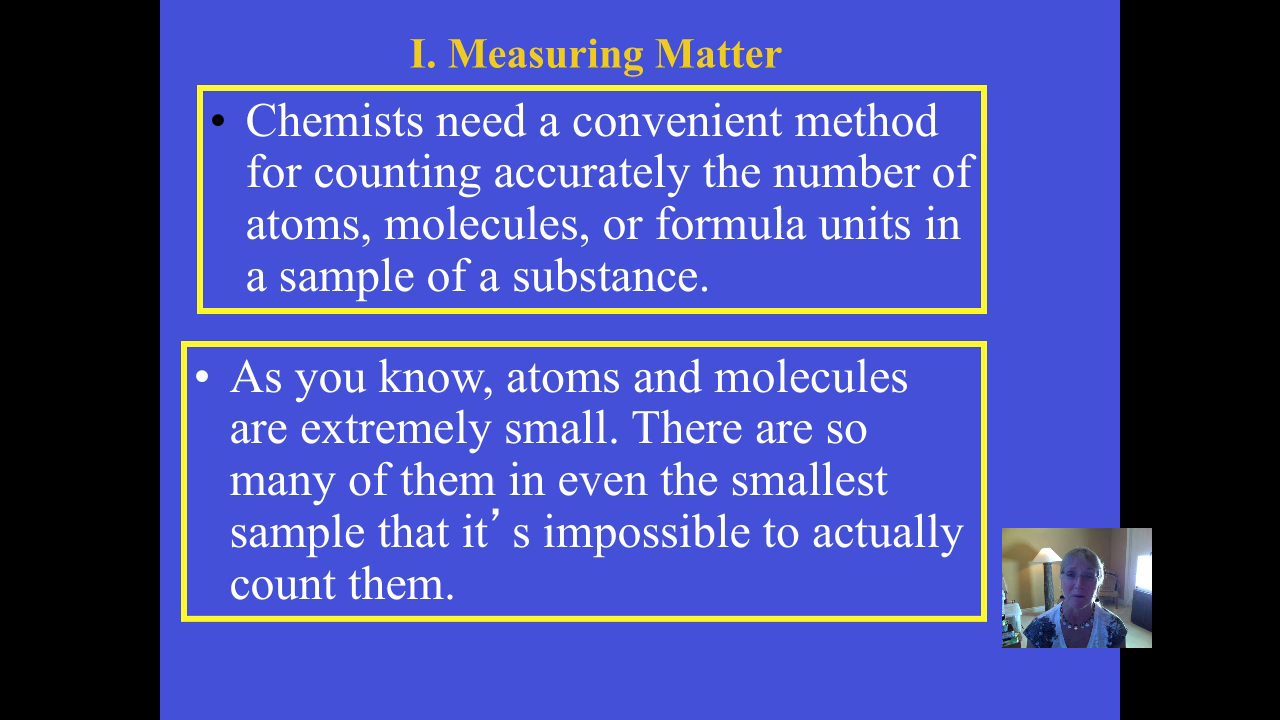 I. Measuring Matter
• Chemists need a convenient method
for counting accurately the number of
atoms, molecules, or formula units in
a sample of a substance.
• As you know, atoms and molecules
are extremely small. There are so
many of them in even the smallest
sample that it’s impossible to actually
count them.